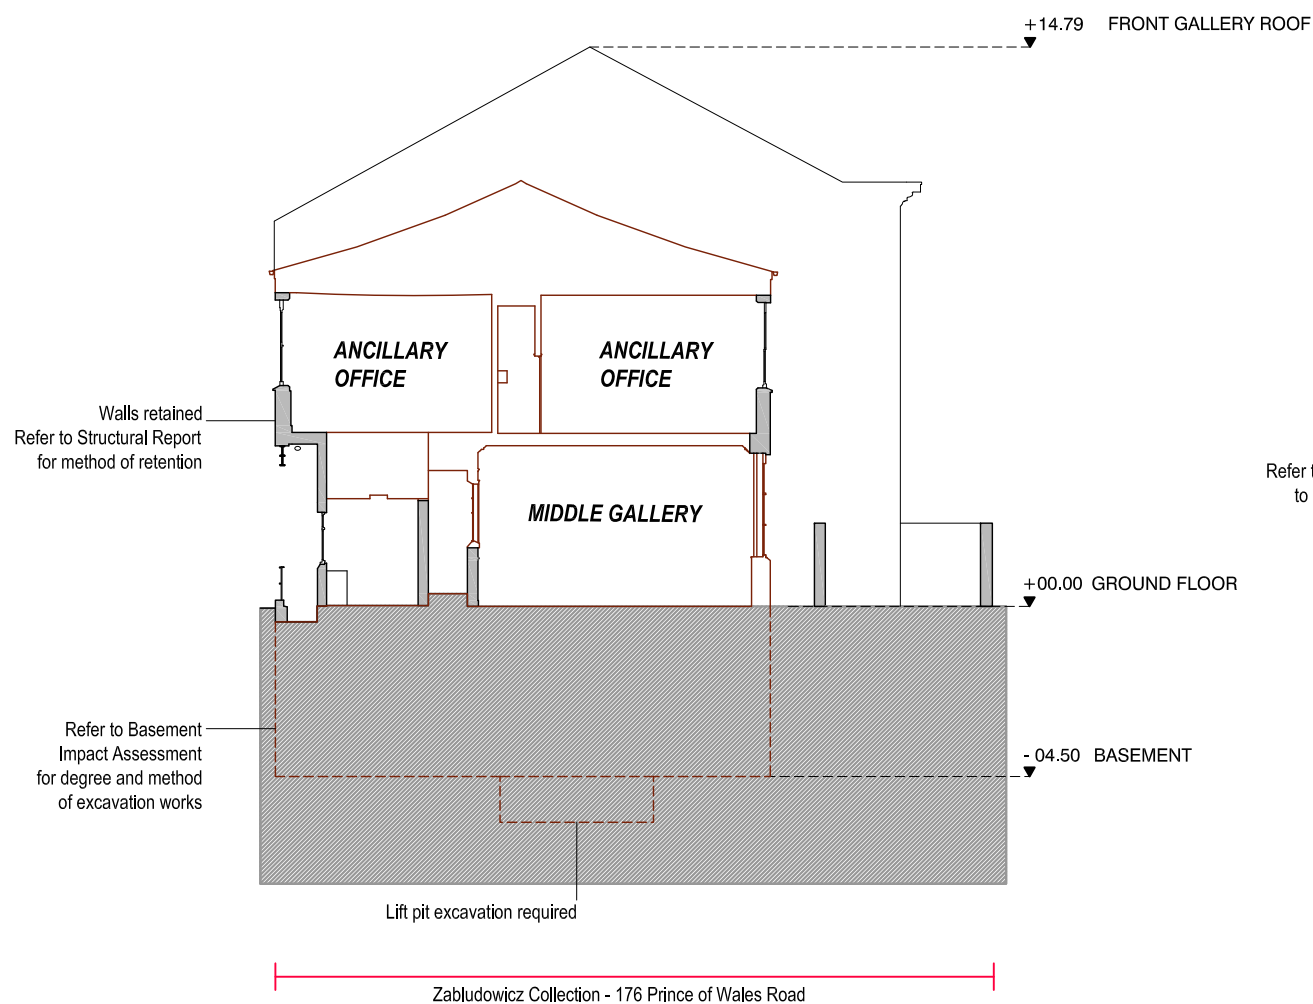 +14.79 FRONT GALLERY ROOF
ANCILLARY
OFFICE
ANCILLARY
OFFICE
Walls retained
Refer to Structural Report
for method of retention
Refer t
to
MIDDLE GALLERY
+00.00 GROUND FLOOR
Refer to Basement
Impact Assessment
for degree and method
of excavation works
- 04.50 BASEMENT
Lift pit excavation required
Zabludowicz Collection - 176 Prince of Wales Road